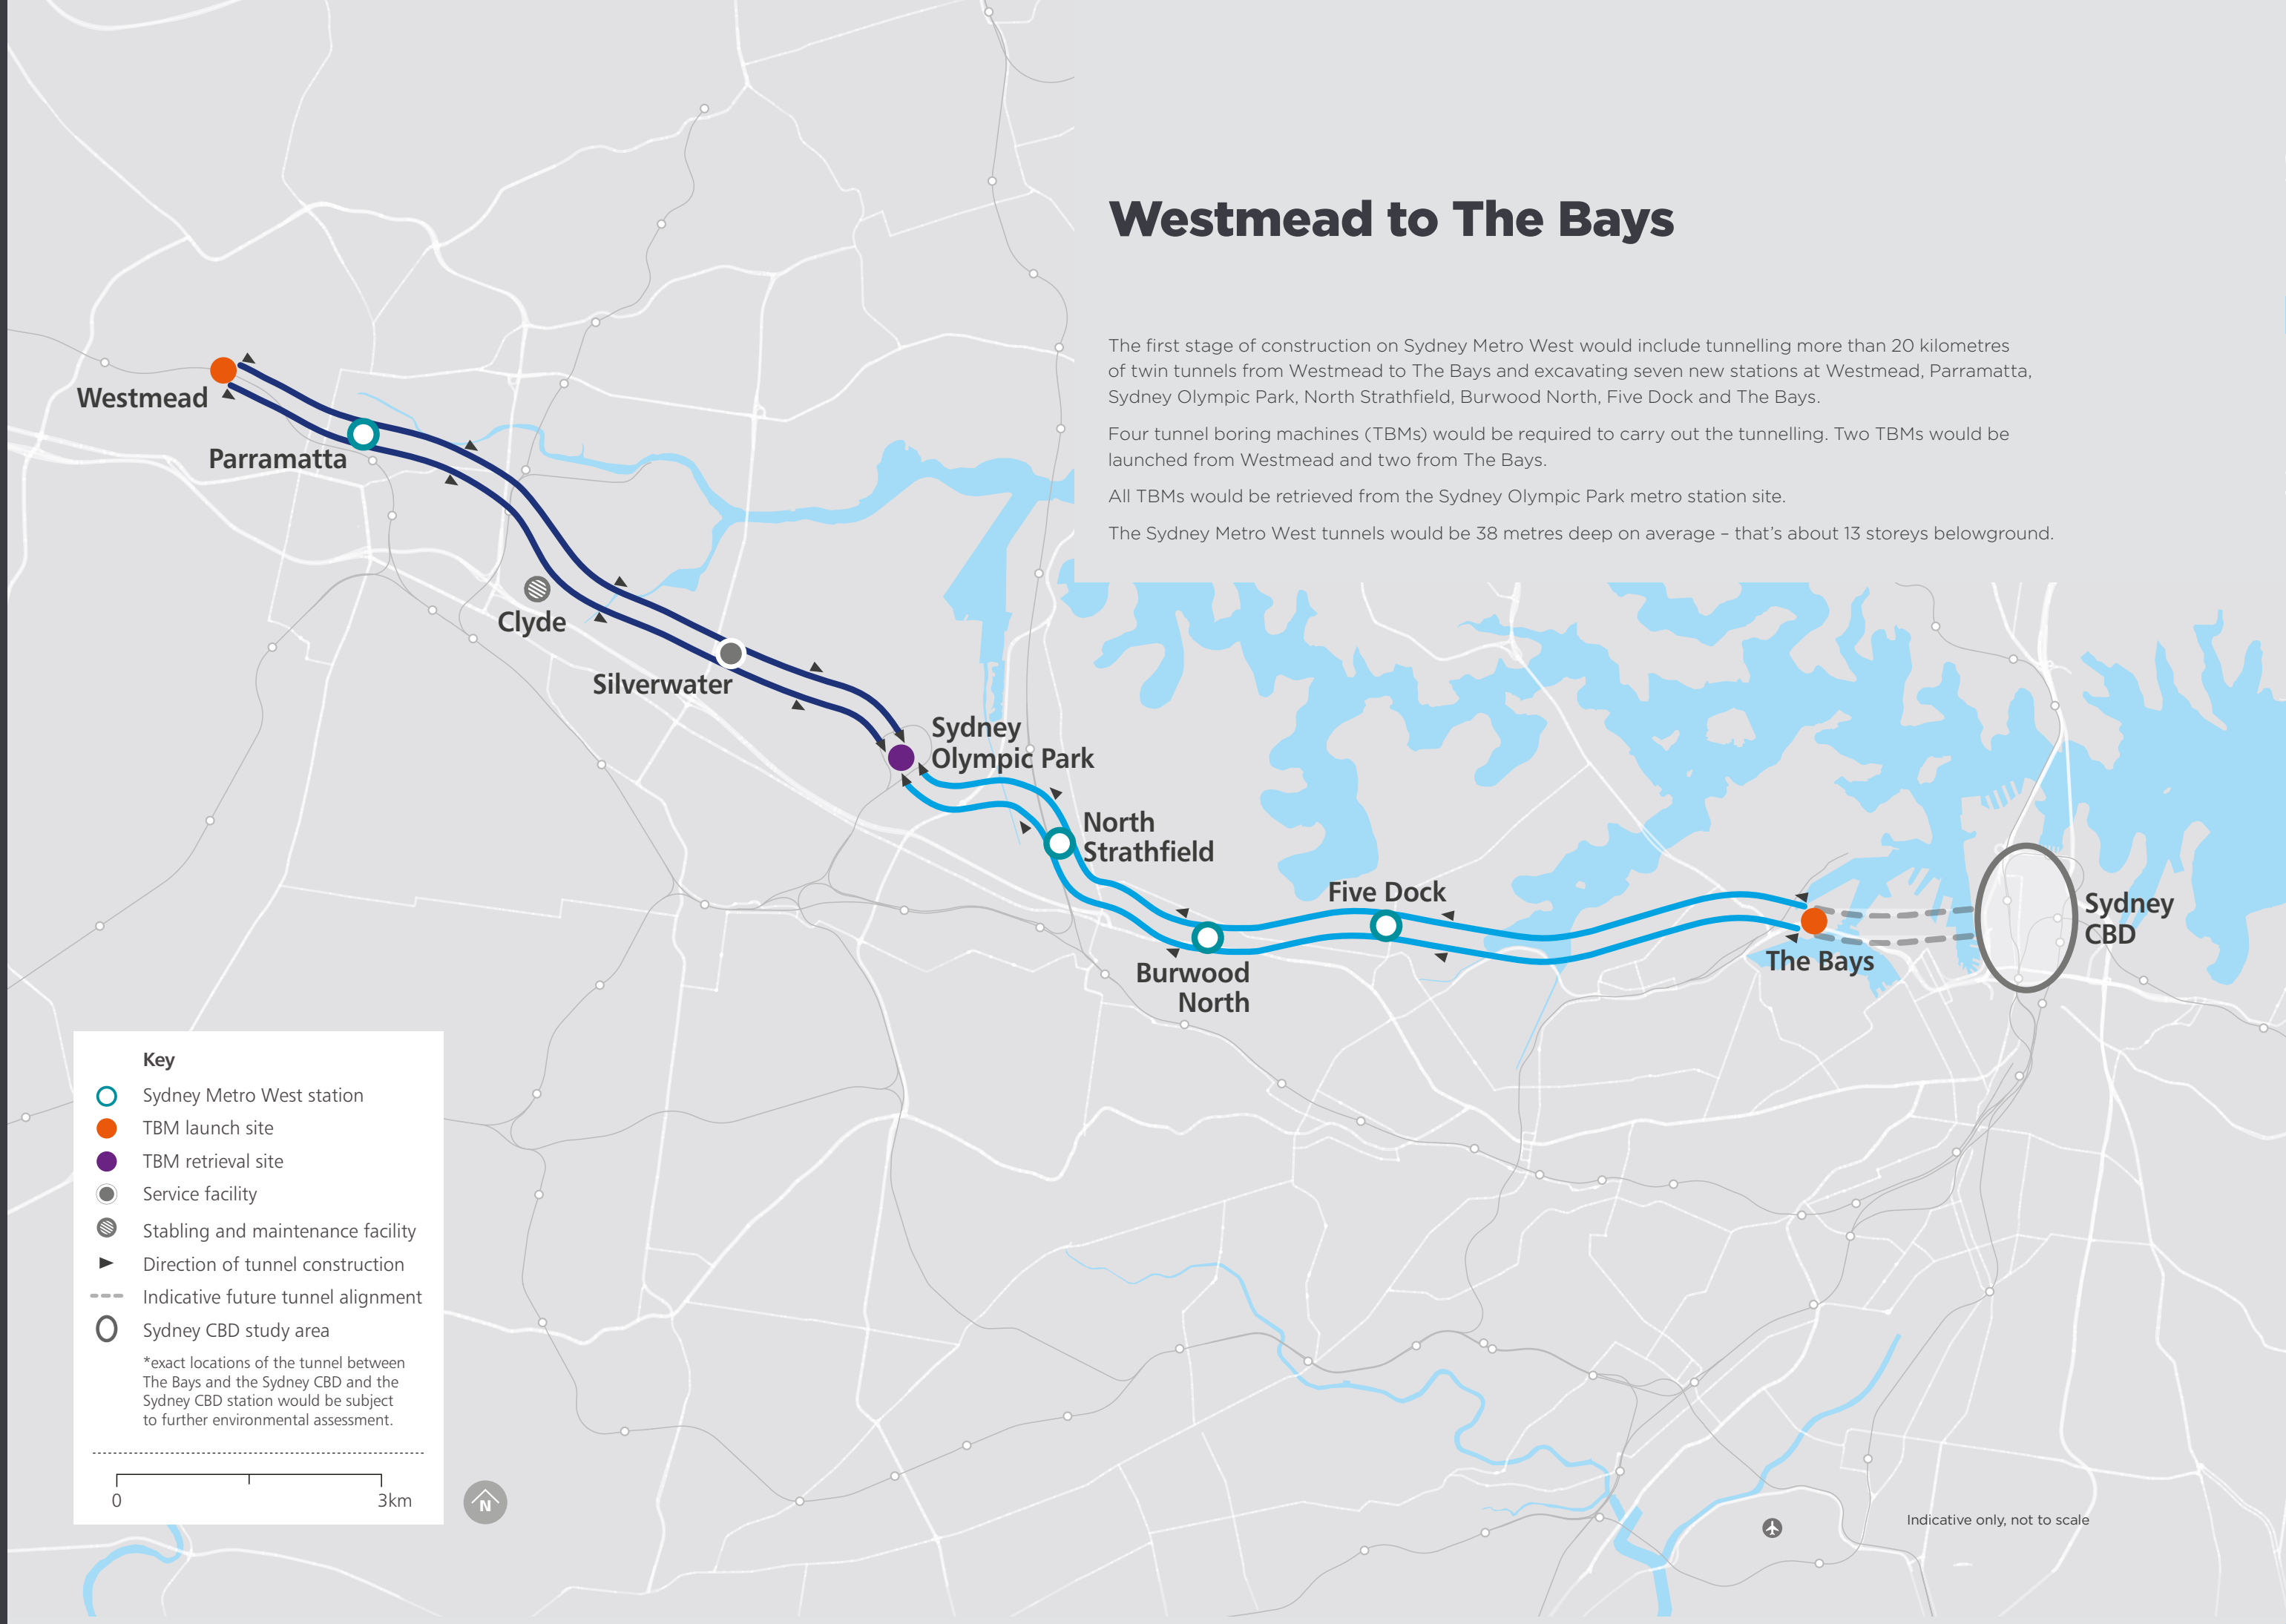 Westmead to The Bays
The first stage of construction on Sydney Metro West would include tunnelling more than 20 kilometres
of twin tunnels from Westmead to The Bays and excavating seven new stations at Westmead, Parramatta,
Sydney Olympic Park, North Strathfield, Burwood North, Five Dock and The Bays.
Four tunnel boring machines (TBMs) would be required to carry out the tunnelling. Two TBMs would be
launched from Westmead and two from The Bays.
All TBMs would be retrieved from the Sydney Olympic Park metro station site.
The Sydney Metro West tunnels would be 38 metres deep on average – that's about 13 storeys belowground.
Westmead
Parramatta
Clyde
Silverwater
Sydney
Olympic Park
North
Strathfield
Burwood
North
Five Dock
The Bays
Sydney
CBD
Key
Sydney Metro West station
TBM launch site
TBM retrieval site
Service facility
Stabling and maintenance facility
Direction of tunnel construction
Indicative future tunnel alignment
Sydney CBD study area
*exact locations of the tunnel between
The Bays and the Sydney CBD and the
Sydney CBD station would be subject
to further environmental assessment.
0 3km
N
Indicative only, not to scale